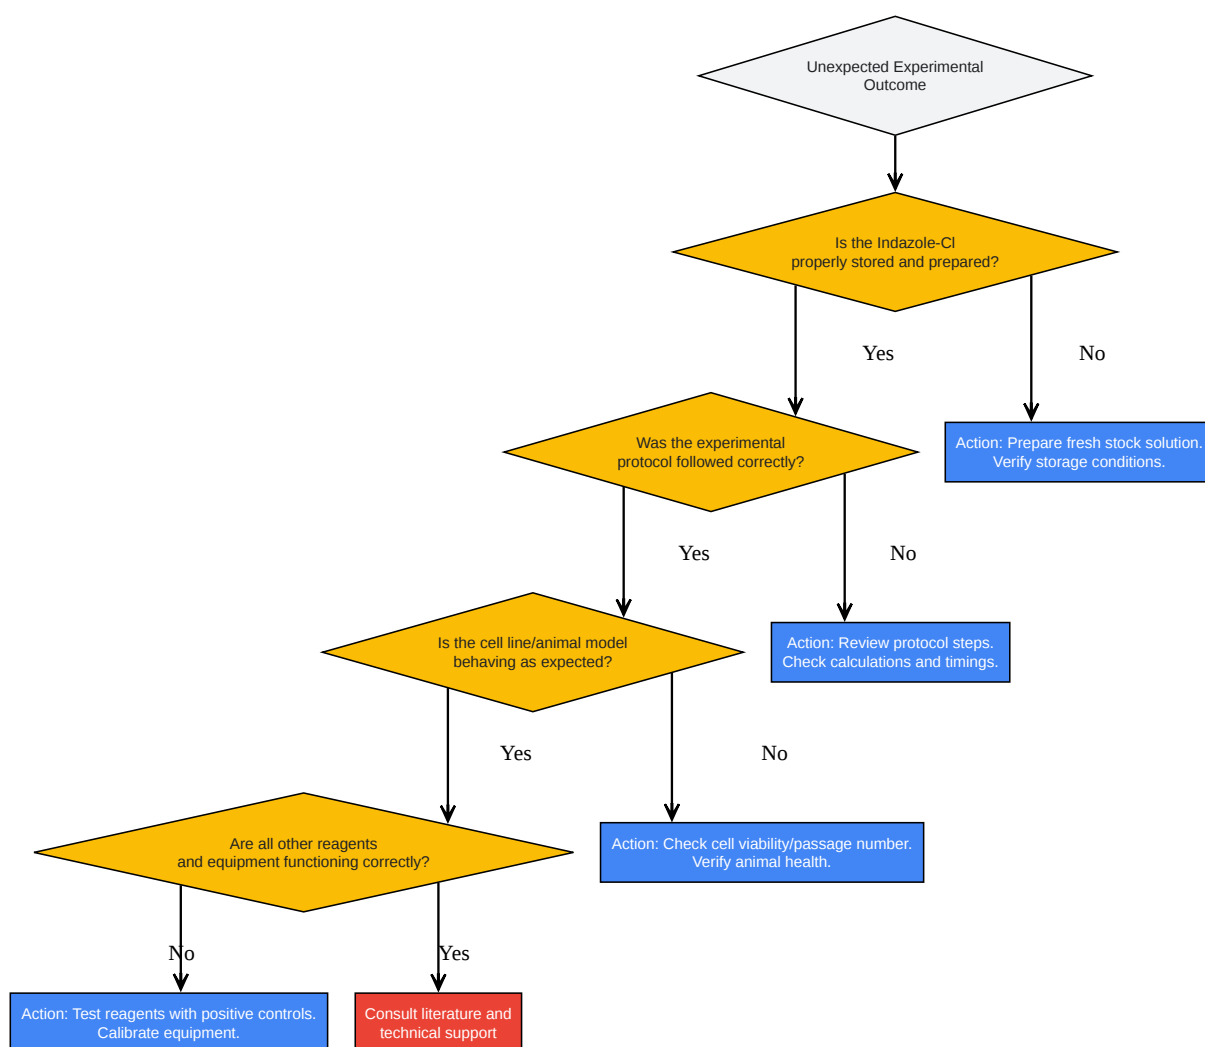 Unexpected Experimental
Outcome
Is the Indazole-Cl
properly stored and prepared?
Yes
No
Was the experimental
protocol followed correctly?
Action: Prepare fresh stock solution.
Verify storage conditions.
Yes
No
Is the cell line/animal model
behaving as expected?
Action: Review protocol steps.
Check calculations and timings.
Yes
No
Are all other reagents
and equipment functioning correctly?
Action: Check cell viability/passage number.
Verify animal health.
No
Yes
Action: Test reagents with positive controls.
Calibrate equipment.
Consult literature and
technical support